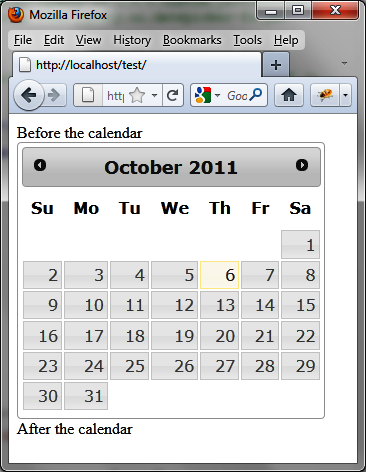 Mozilla Firefox
File Edit View History Bookmarks Tools Help
http://localhost/test/
http Goo
Before the calendar
October 2011
Su Mo Tu We Th Fr Sa
1
2 3 4 5 6 7 8
9 10 11 12 13 14 15
16 17 18 19 20 21 22
23 24 25 26 27 28 29
30 31
After the calendar